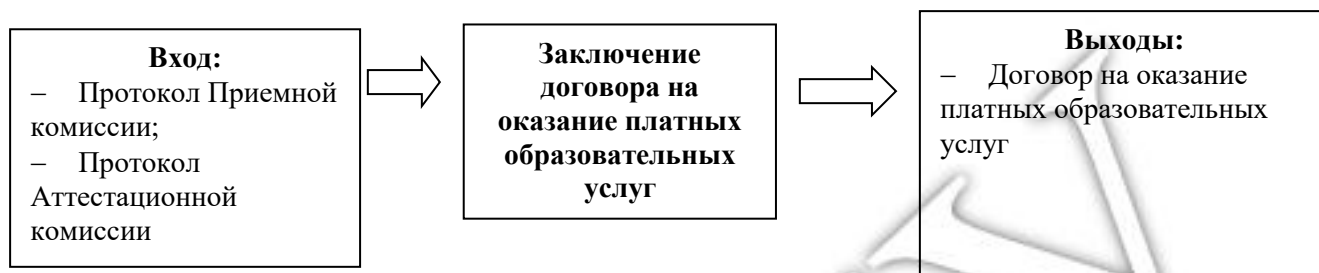 Вход:
– Протокол Приемной
комиссии;
– Протокол
Аттестационной
комиссии
Заключение
договора на
оказание платных
образовательных
услуг
Выходы:
– Договор на оказание
платных образовательных
услуг